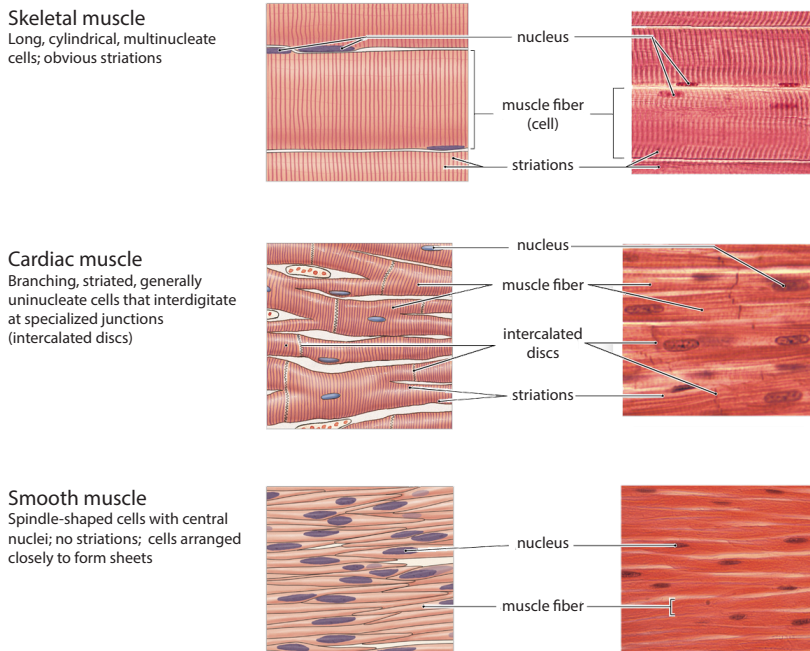 Skeletal muscle
Long, cylindrical, multinucleate
cells; obvious striations
nucleus
muscle fiber
(cell)
striations
Cardiac muscle
Branching, striated, generally
uninucleate cells that interdigitate
at specialized junctions
(intercalated discs)
nucleus
muscle fiber
intercalated
discs
striations
Smooth muscle
Spindle-shaped cells with central
nuclei; no striations; cells arranged
closely to form sheets
nucleus
muscle fiber